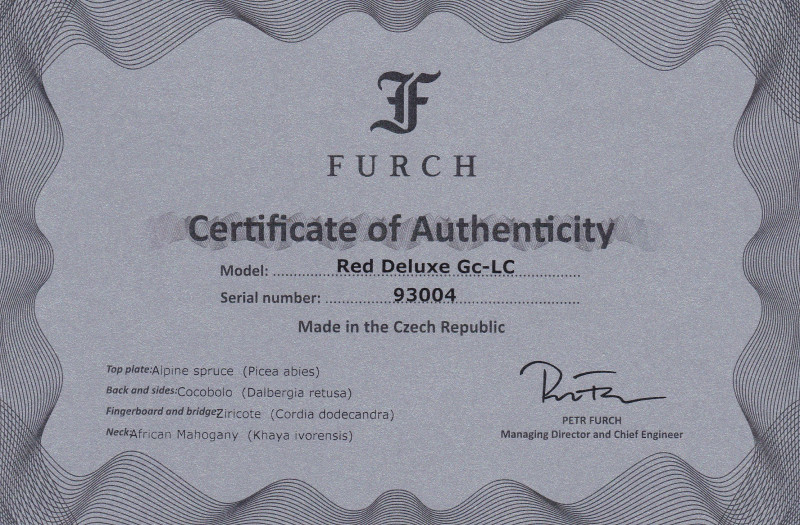 F
FURCH
Certificate of Authenticity
Model: Red Deluxe Gc-LC
Serial number: 93004
Made in the Czech Republic
Top plate:Alpine spruce (Picea abies)
Back and sides:Cocobolo (Dalbergia retusa)
Fingerboard and bridgeZiricote (Cordia dodecandra)
Neck:African Mahogany (Khaya ivorensis)
PETR FURCH
Managing Director and Chief Engineer